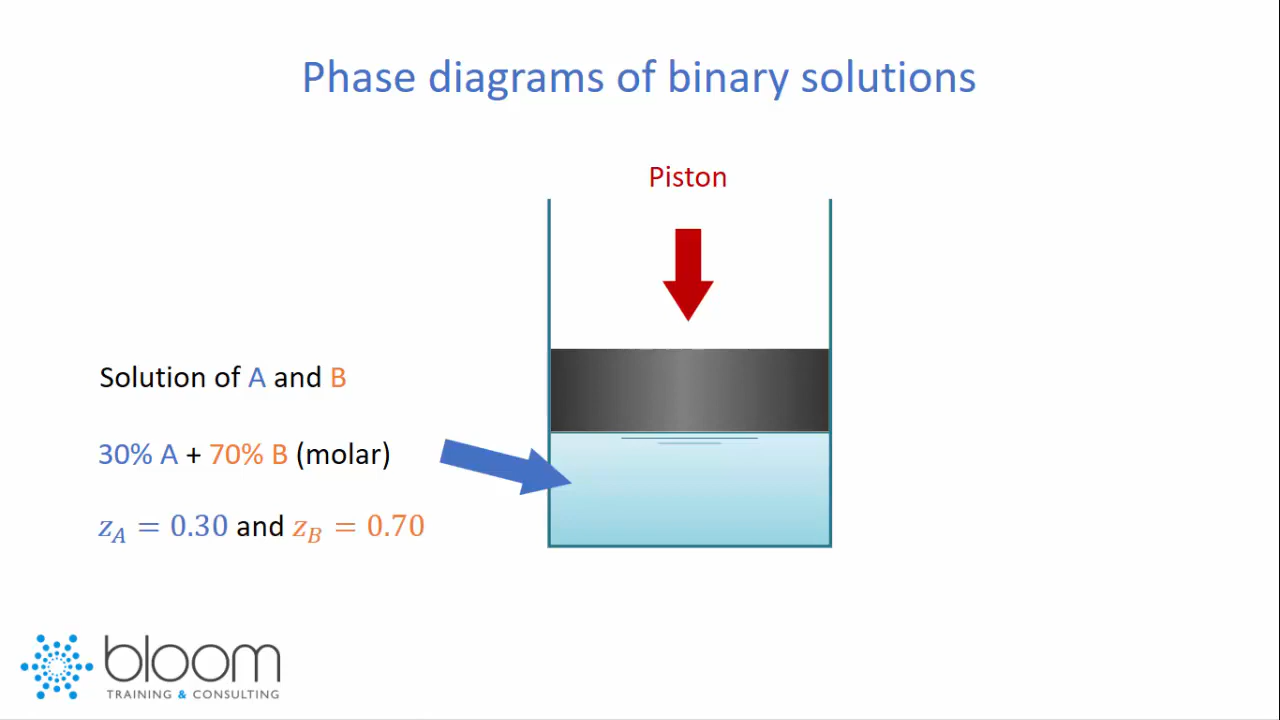 Phase diagrams of binary solutions
Piston
Solution of A and B
30% A + 70% B (molar)
z_A = 0.30 and z_B = 0.70
bloom
TRAINING & CONSULTING